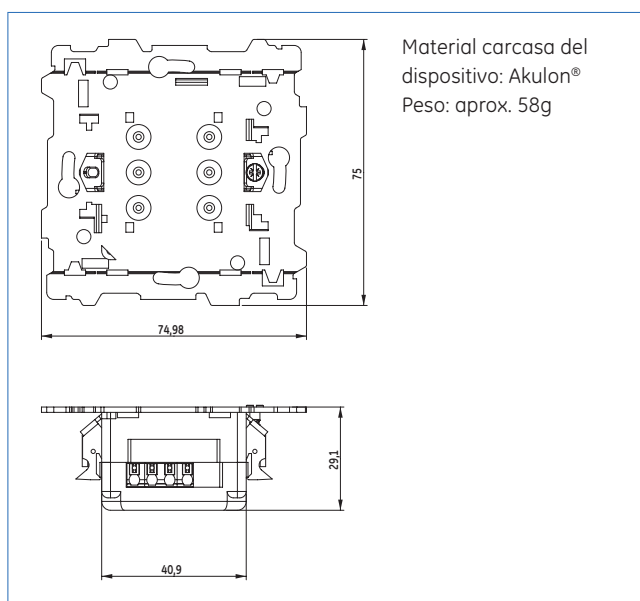 Material carcasa del
dispositivo: Akulon®
Peso: aprox. 58g
75
74,98
29,1
40,9